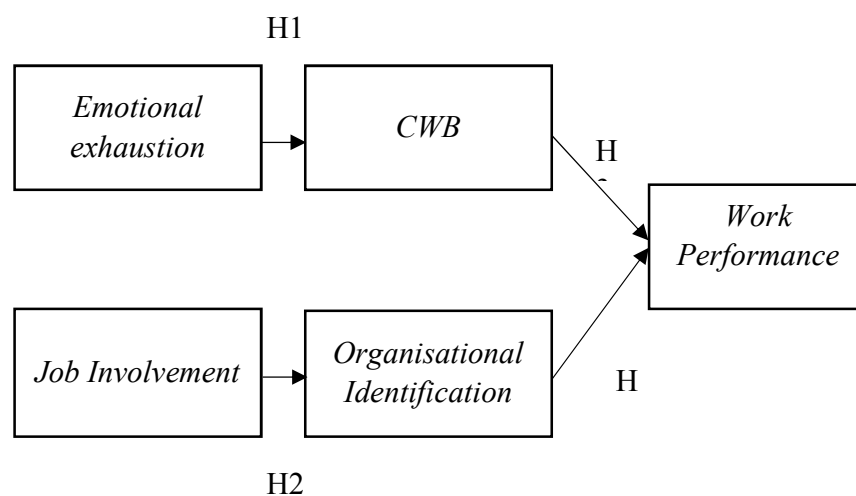 H1
Emotional
exhaustion
CWB
H
Work
Performance
Job Involvement
Organisational
Identification
H
H2